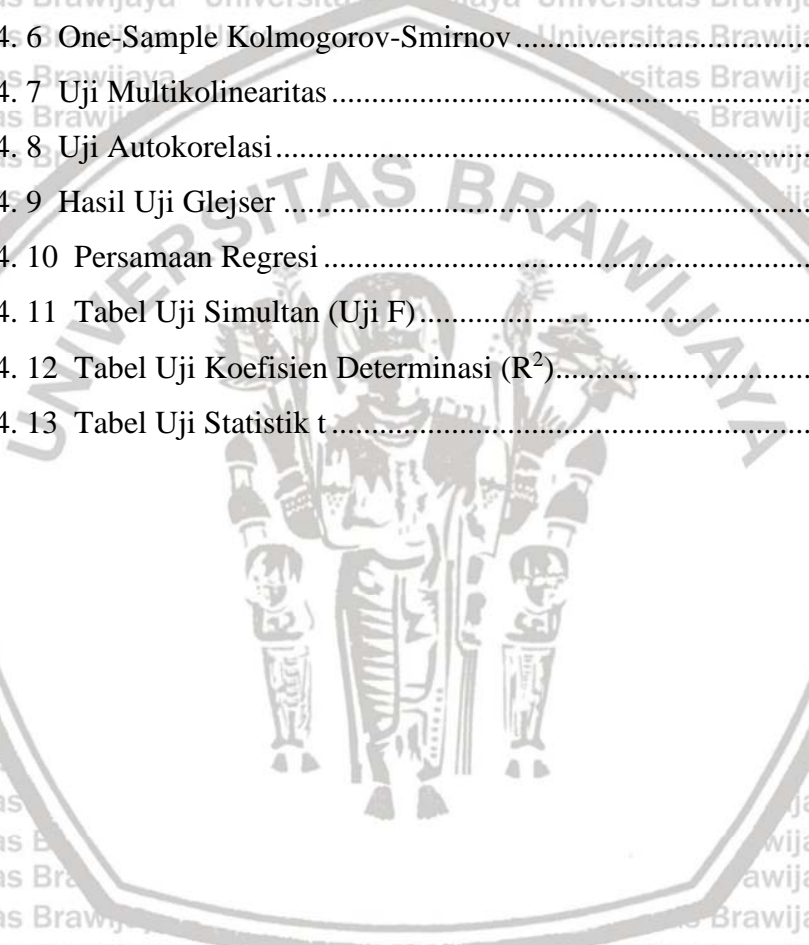 4. 6 One-Sample Kolmogorov-Smirnov
4. 7 Uji Multikolinearitas
4. 8 Uji Autokorelasi
4. 9 Hasil Uji Glejser
4. 10 Persamaan Regresi
4. 11 Tabel Uji Simultan (Uji F)
4. 12 Tabel Uji Koefisien Determinasi (R²)
4. 13 Tabel Uji Statistik t
UNIVERSITAS BRAWIJAYA